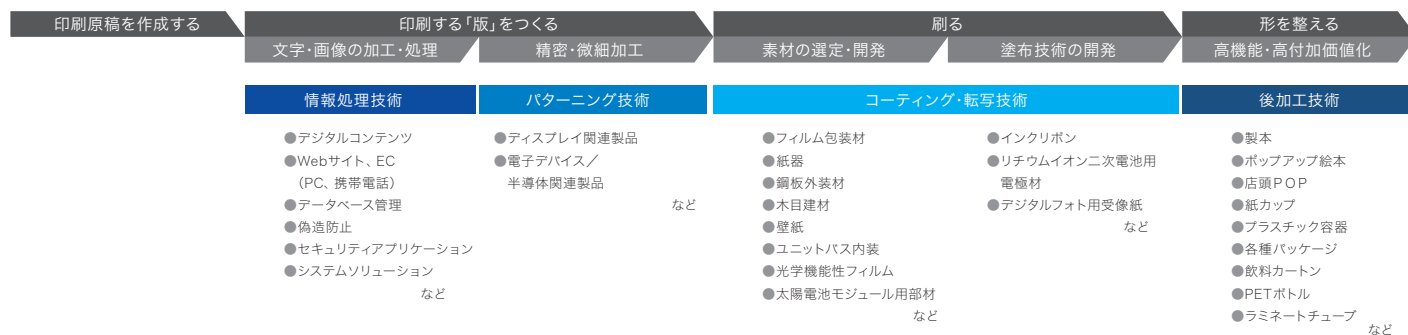 印刷原稿を作成する
印刷する「版」をつくる
刷る
形を整える
文字・画像の加工・処理
精密・微細加工
素材の選定・開発
塗布技術の開発
高機能・高付加価値化
情報処理技術
パターニング技術
コーティング・転写技術
後加工技術
●デジタルコンテンツ
●Webサイト、EC
（PC、携帯電話）
●データベース管理
●偽造防止
●セキュリティアプリケーション
●システムソリューション
など
●ディスプレイ関連製品
●電子デバイス／
半導体関連製品
など
●フィルム包装材
●紙器
●鋼板外装材
●木目建材
●壁紙
●ユニットバス内装
●光学機能性フィルム
●太陽電池モジュール用部材
など
●インクリボン
●リチウムイオン二次電池用
電極材
●デジタルフォト用受像紙
など
●製本
●ポップアップ絵本
●店頭POP
●紙カップ
●プラスチック容器
●各種パッケージ
●飲料カートン
●PETボトル
●ラミネートチューブ
など